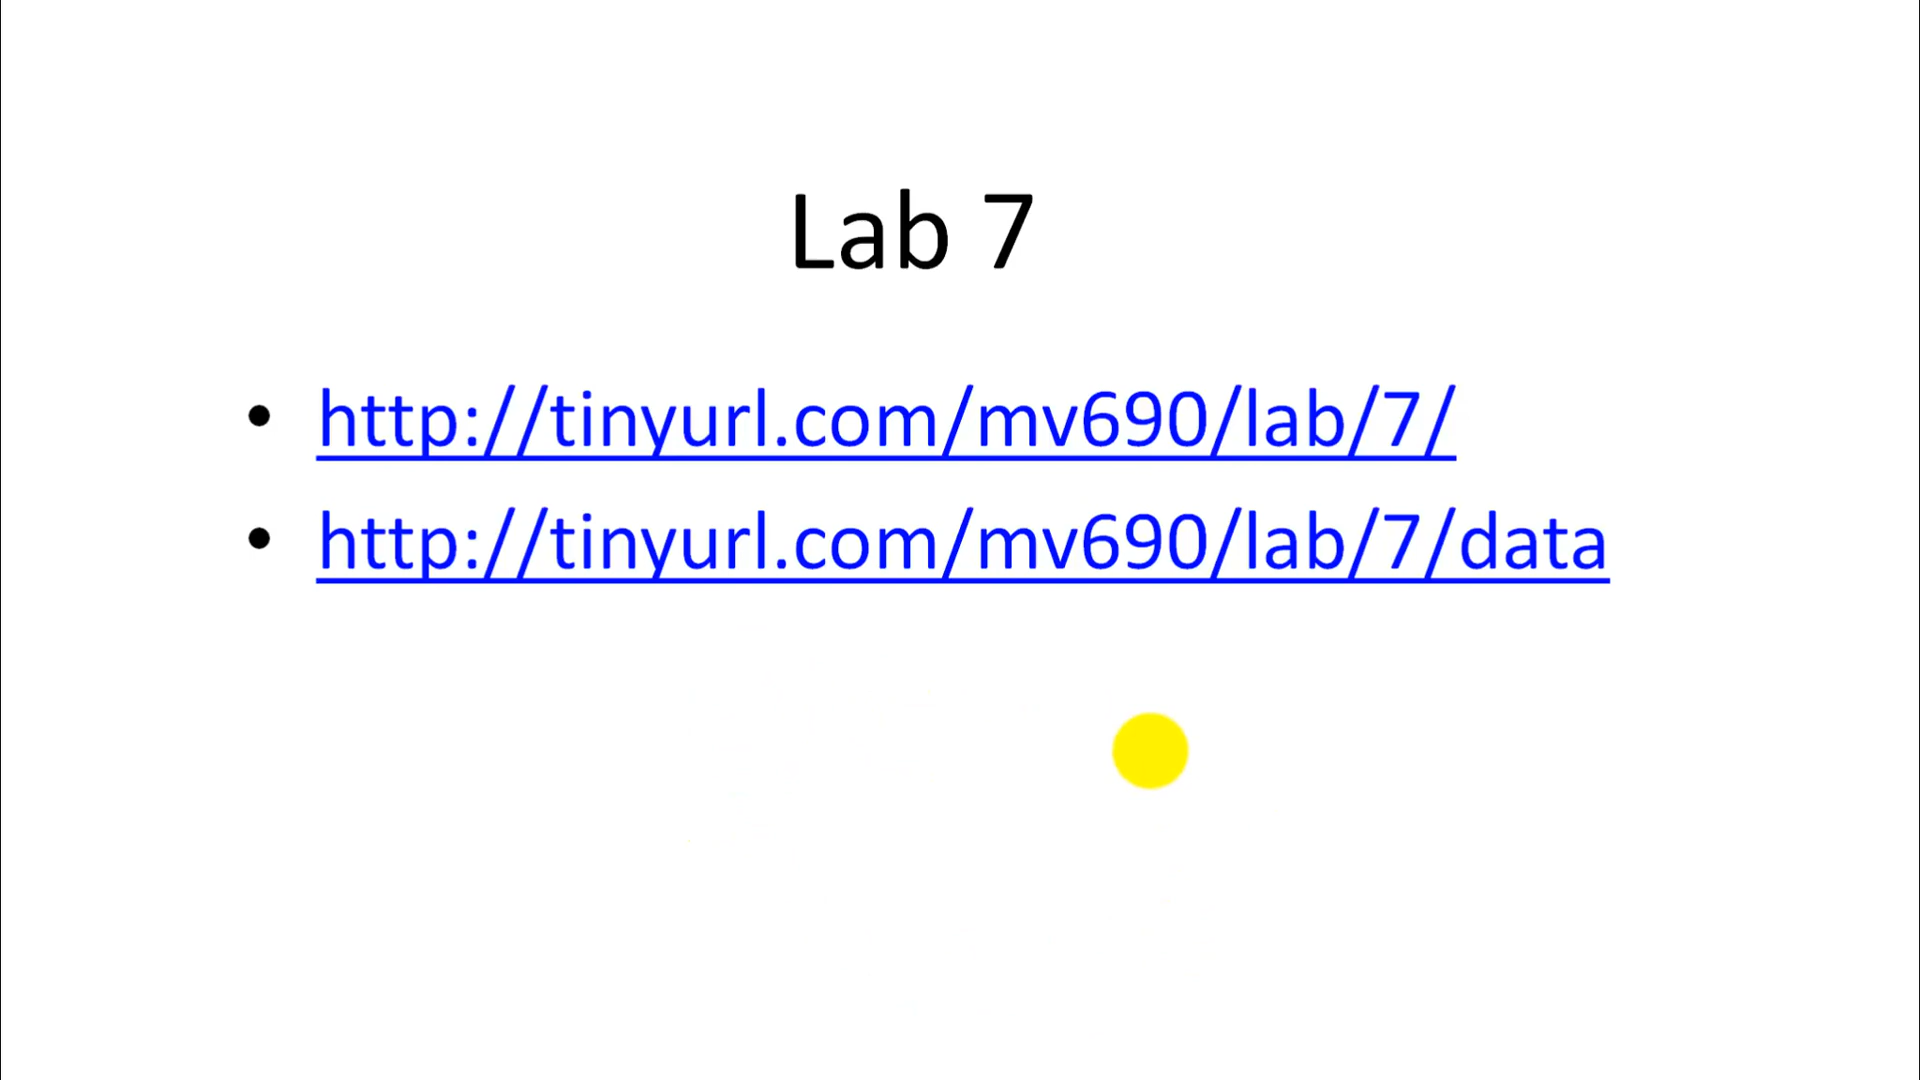 Lab 7
• http://tinyurl.com/mv690/lab/7/
• http://tinyurl.com/mv690/lab/7/data